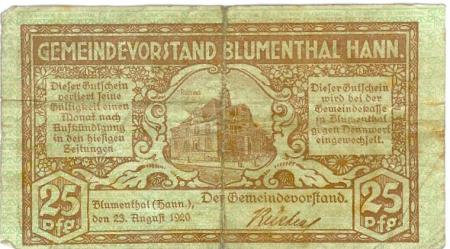 GEMEINDEVORSTAND BLUMENTHAL HANN.
Dieser Gutschein
verliert seine
Gültigkeit einen
Monat nach
Aufkündigung
in den hiesigen
Zeitungen
Rathaus
Dieser Gutschein
wird bei der
Gemeindekasse
in Blumenthal
gegen Nennwert
eingewechselt.
25
Pfg.
Blumenthal (Hann.),
den 23. August 1920.
Der Gemeindevorstand.
25
Pfg.